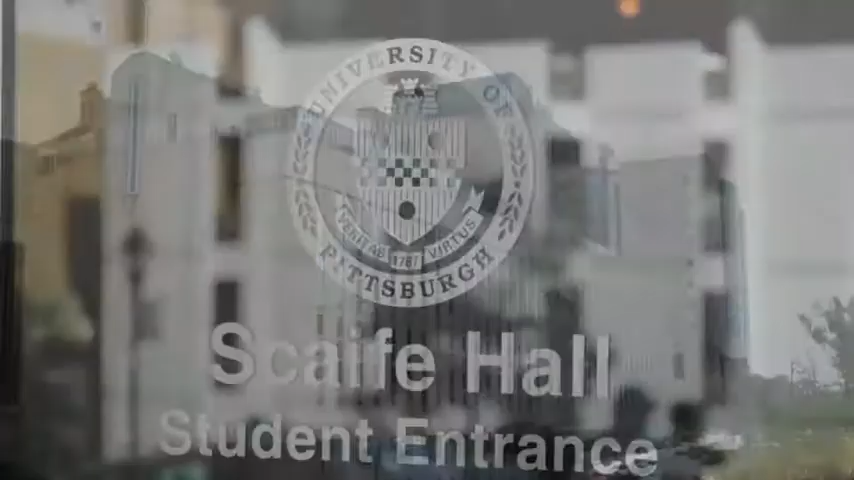 UNIVERSITY OF
PITTSBURGH
VERITAS 1787 VIRTUS
Scaife Hall
Student Entrance